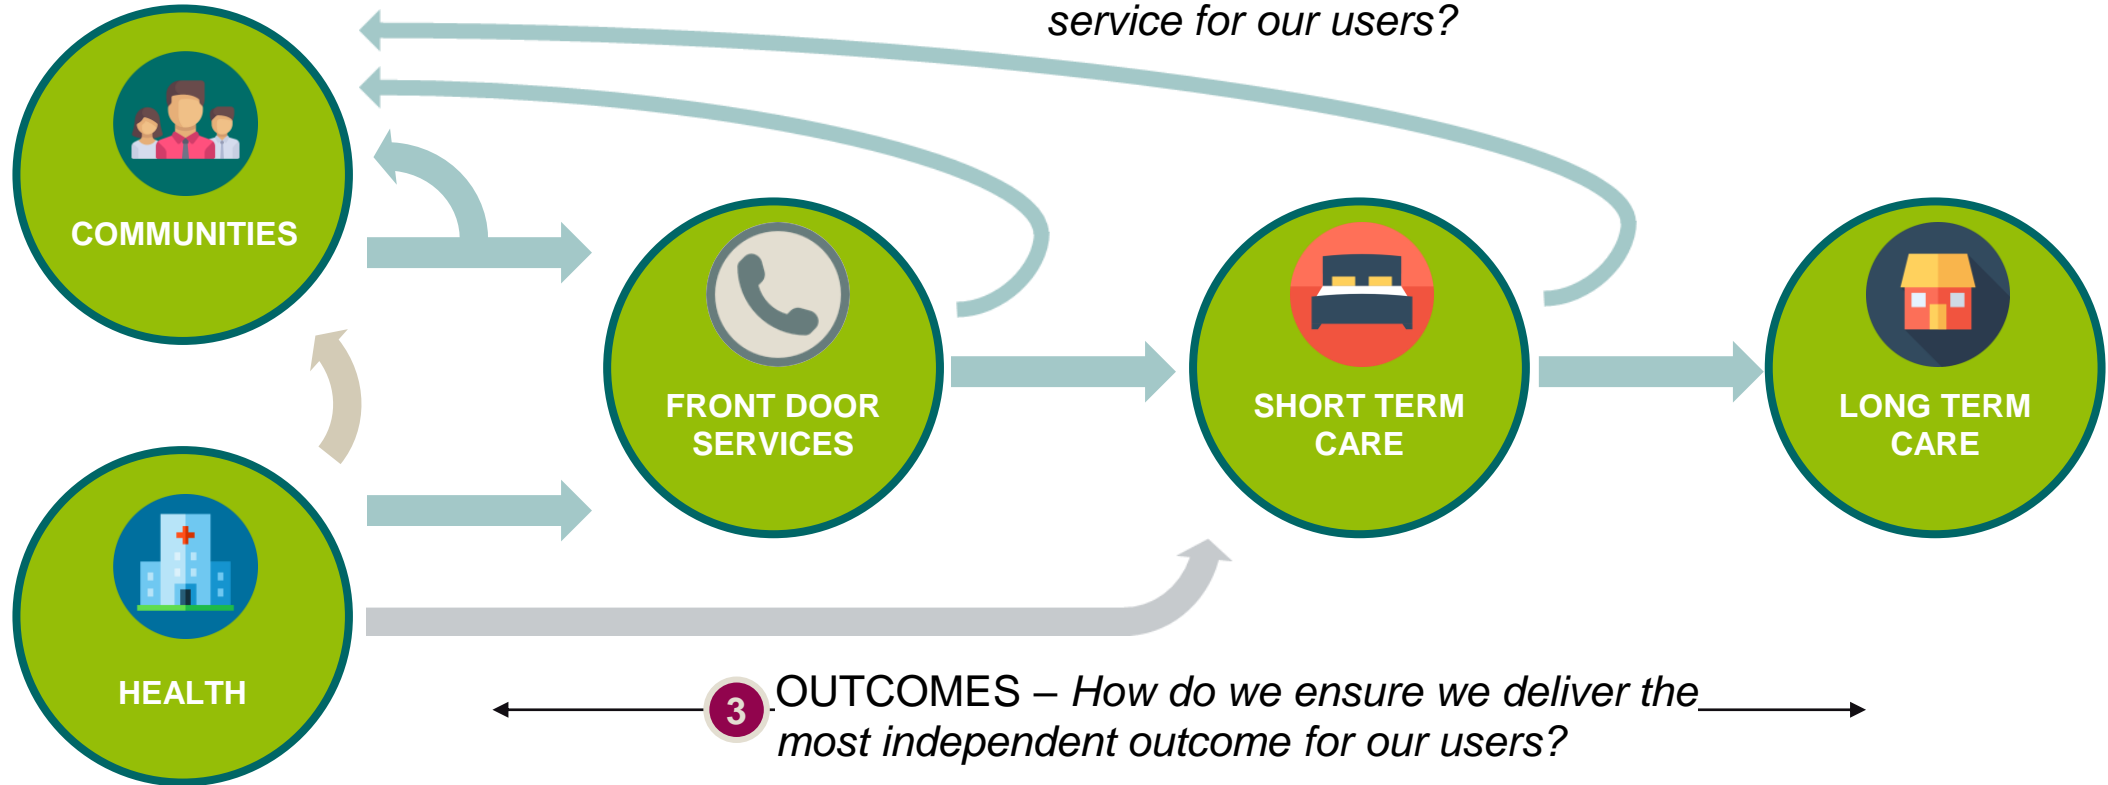 service for our users?
COMMUNITIES
FRONT DOOR
SERVICES
SHORT TERM
CARE
LONG TERM
CARE
HEALTH
3 OUTCOMES – How do we ensure we deliver the
most independent outcome for our users?